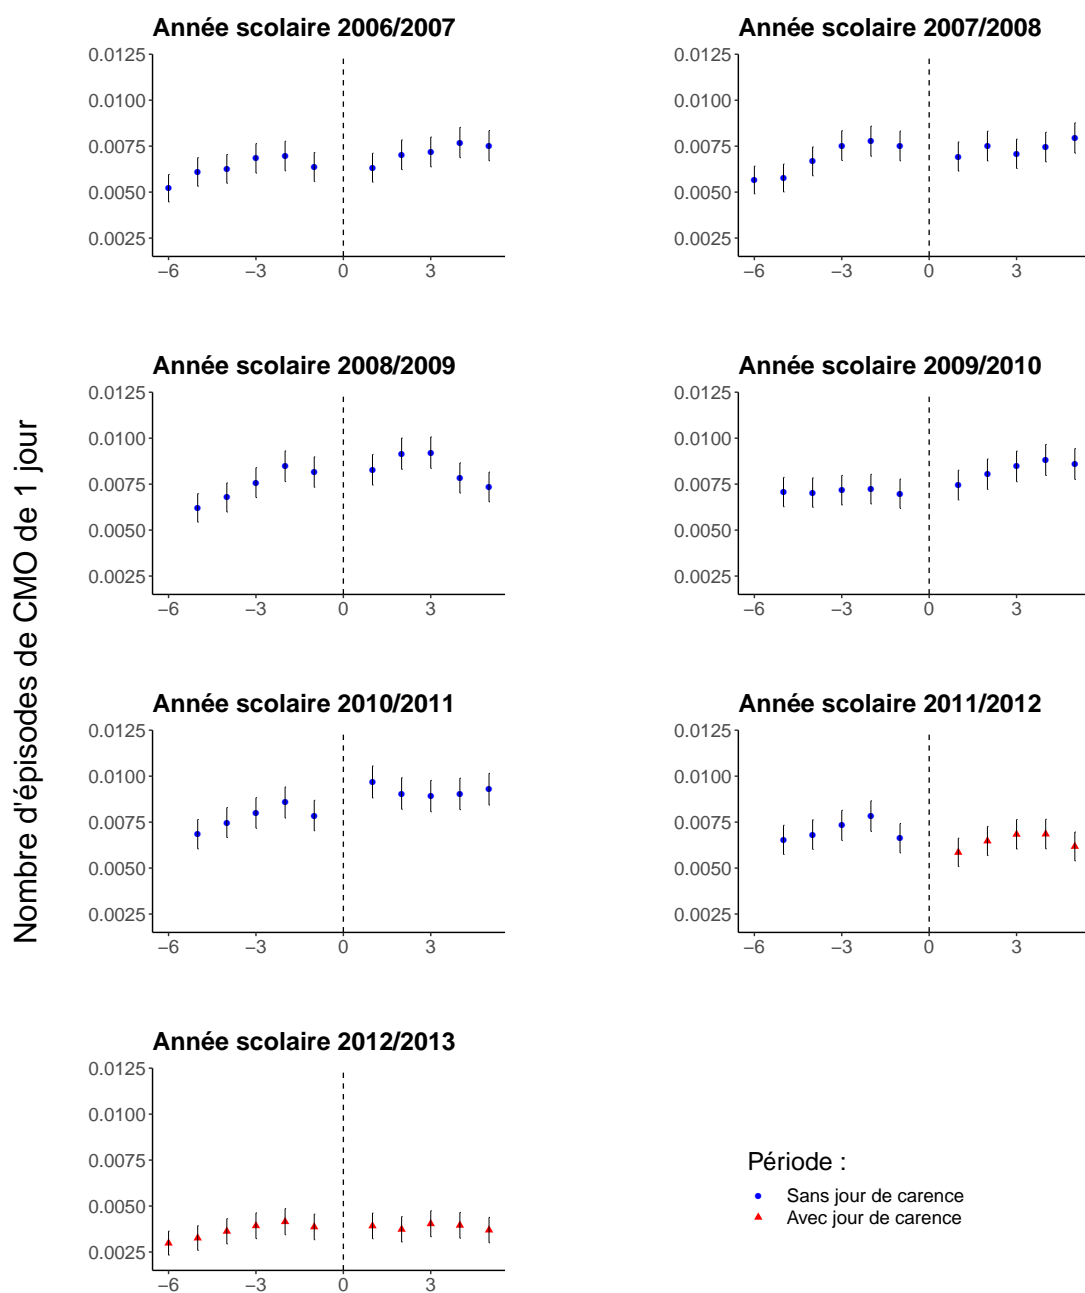 Nombre d'épisodes de CMO de 1 jour
Année scolaire 2006/2007
0.0125
0.0100
0.0075
0.0050
0.0025
−6 −3 0 3
Année scolaire 2007/2008
0.0125
0.0100
0.0075
0.0050
0.0025
−6 −3 0 3
Année scolaire 2008/2009
0.0125
0.0100
0.0075
0.0050
0.0025
−6 −3 0 3
Année scolaire 2009/2010
0.0125
0.0100
0.0075
0.0050
0.0025
−6 −3 0 3
Année scolaire 2010/2011
0.0125
0.0100
0.0075
0.0050
0.0025
−6 −3 0 3
Année scolaire 2011/2012
0.0125
0.0100
0.0075
0.0050
0.0025
−6 −3 0 3
Année scolaire 2012/2013
0.0125
0.0100
0.0075
0.0050
0.0025
−6 −3 0 3
Période :
Sans jour de carence
Avec jour de carence